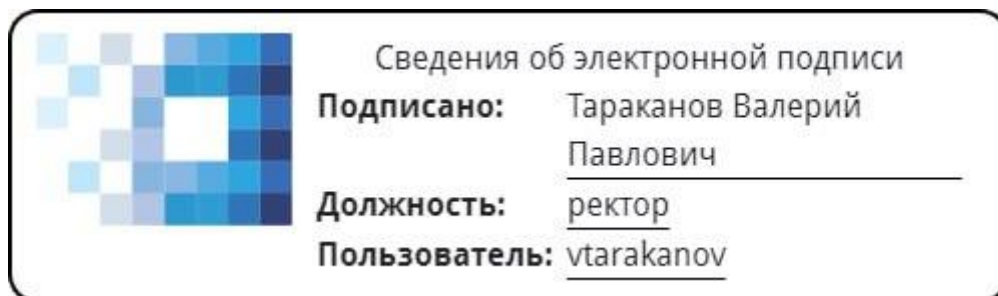 Сведения об электронной подписи
Подписано: Тараканов Валерий
Павлович
Должность: ректор
Пользователь: vtarakanov